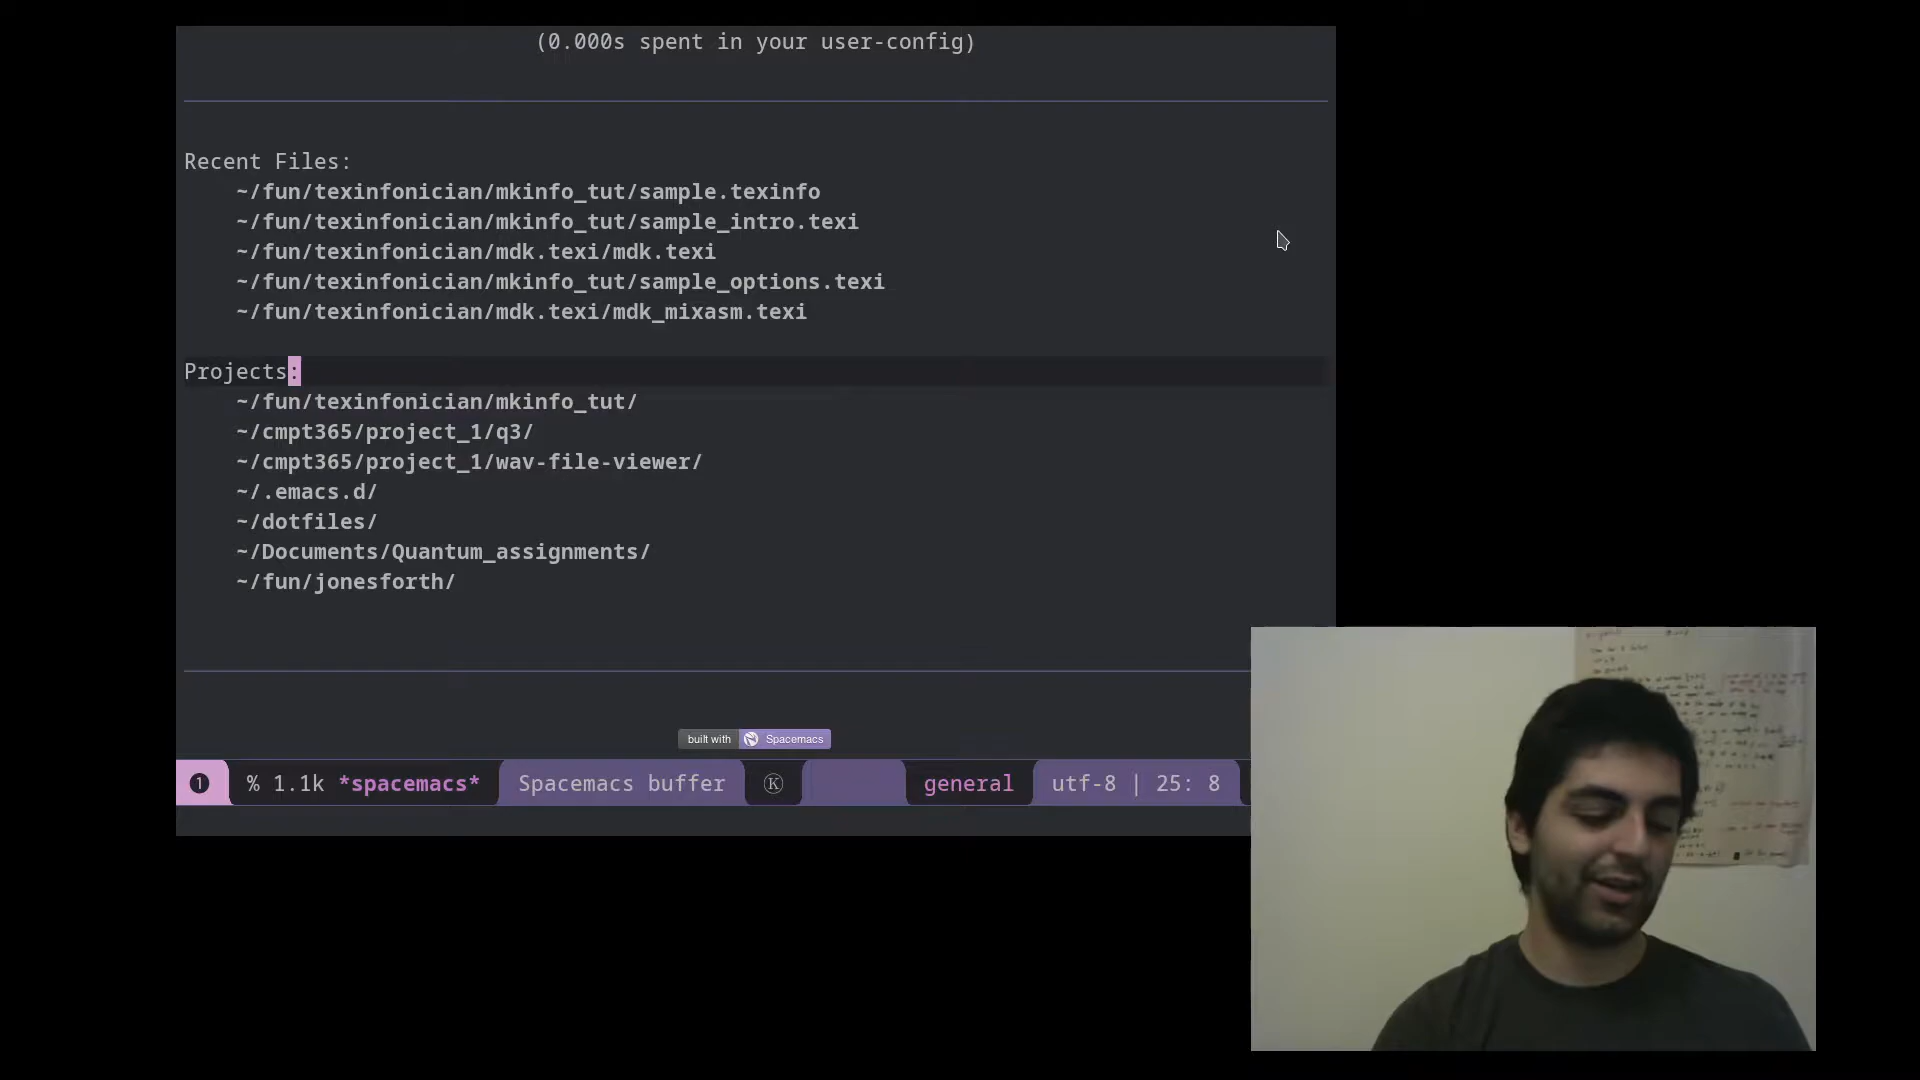 (0.000s spent in your user-config)
Recent Files:
~/fun/texinfonician/mkinfo_tut/sample.texinfo
~/fun/texinfonician/mkinfo_tut/sample_intro.texi
~/fun/texinfonician/mdk.texi/mdk.texi
~/fun/texinfonician/mkinfo_tut/sample_options.texi
~/fun/texinfonician/mdk.texi/mdk_mixasm.texi
Projects:
~/fun/texinfonician/mkinfo_tut/
~/cmpt365/project_1/q3/
~/cmpt365/project_1/wav-file-viewer/
~/.emacs.d/
~/dotfiles/
~/Documents/Quantum_assignments/
~/fun/jonesforth/
built with Spacemacs
❶ % 1.1k *spacemacs* Spacemacs buffer Ⓚ general utf-8 | 25: 8